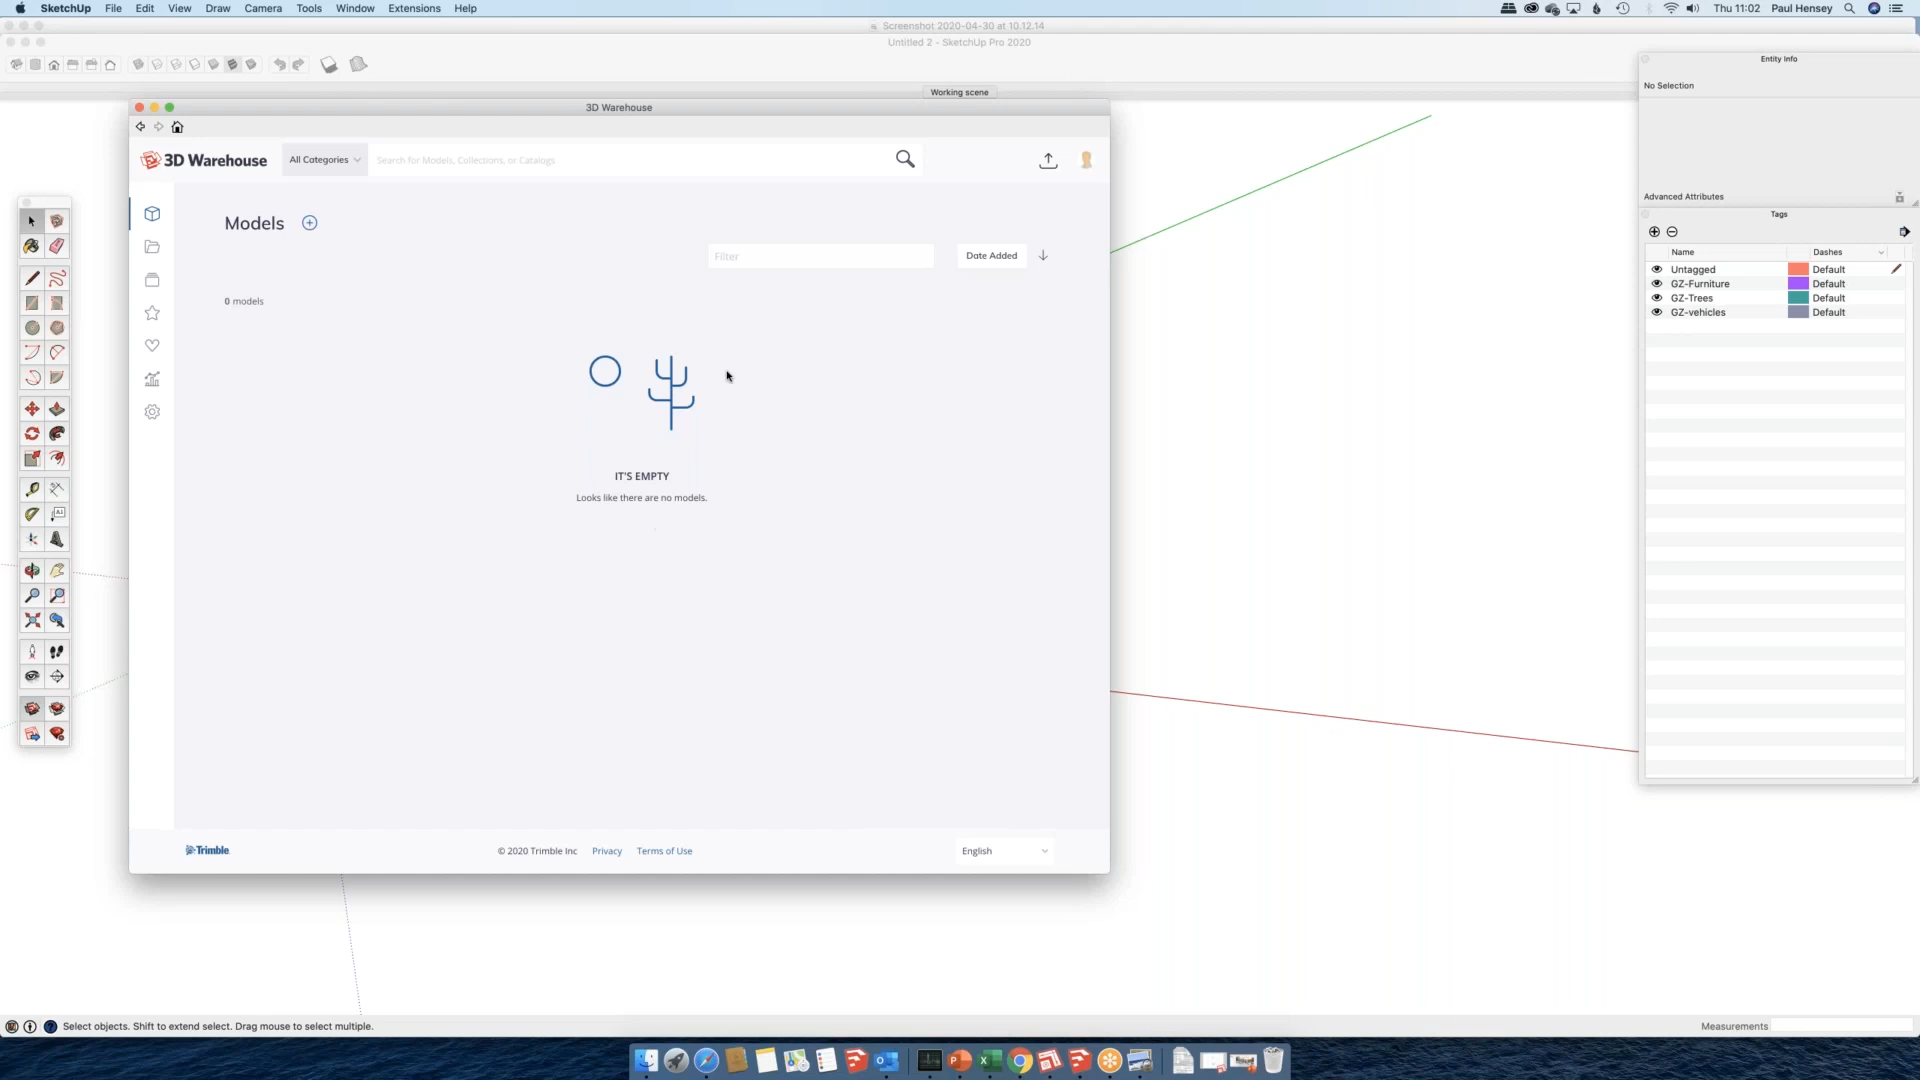 SketchUp File Edit View Draw Camera Tools Window Extensions Help Thu 11:02 Paul Hensey
Screenshot 2020-04-30 at 10.12.14
Untitled 2 - SketchUp Pro 2020
Working scene
Entity Info
No Selection
Advanced Attributes
Tags
Name Dashes
Untagged Default
GZ-Furniture Default
GZ-Trees Default
GZ-vehicles Default
3D Warehouse
3D Warehouse All Categories Search for Models, Collections, or Catalogs
Models
Filter Date Added
0 models
IT'S EMPTY
Looks like there are no models.
Trimble © 2020 Trimble Inc Privacy Terms of Use English
Select objects. Shift to extend select. Drag mouse to select multiple. Measurements